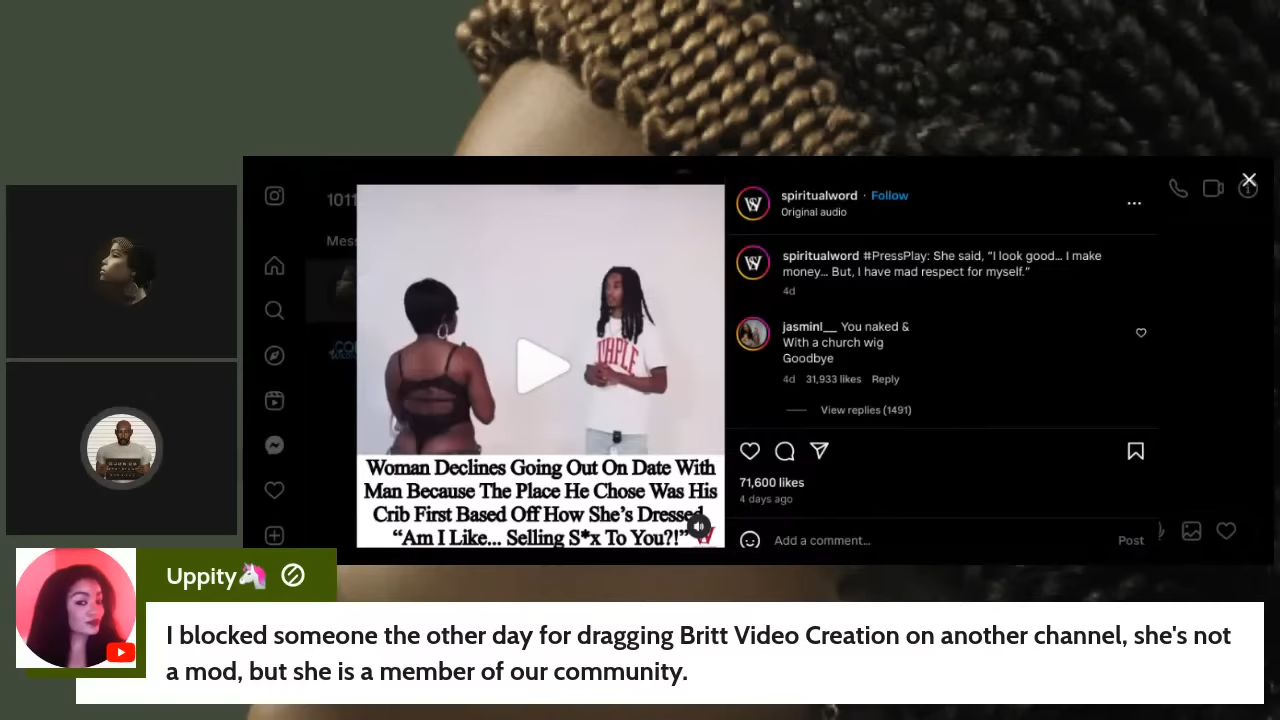 1011
Mess
spiritualword · Follow
Original audio
spiritualword #PressPlay: She said, “I look good… I make
money… But, I have mad respect for myself.”
4d
jasminl__ You naked &
With a church wig
Goodbye
4d 31,933 likes Reply
View replies (1491)
71,600 likes
4 days ago
Add a comment…
Post
Woman Declines Going Out On Date With
Man Because The Place He Chose Was His
Crib First Based Off How She’s Dressed
“Am I Like... Selling S*x To You?!”
Uppity🦄
I blocked someone the other day for dragging Britt Video Creation on another channel, she's not
a mod, but she is a member of our community.